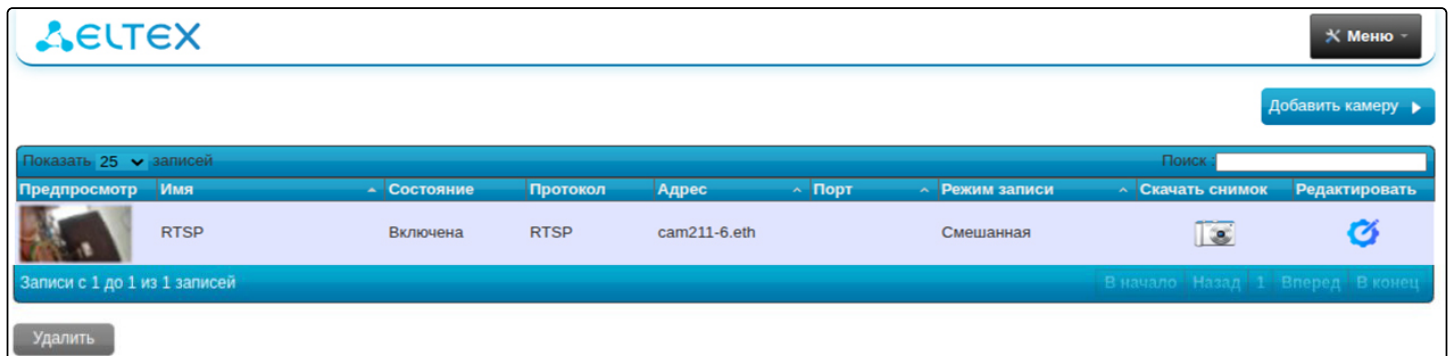 ELTEX
Меню
Добавить камеру
Показать 25 записей Поиск :
Предпросмотр Имя Состояние Протокол Адрес Порт Режим записи Скачать снимок Редактировать
RTSP Включена RTSP cam211-6.eth Смешанная
Записи с 1 до 1 из 1 записей В начало Назад 1 Вперед В конец
Удалить